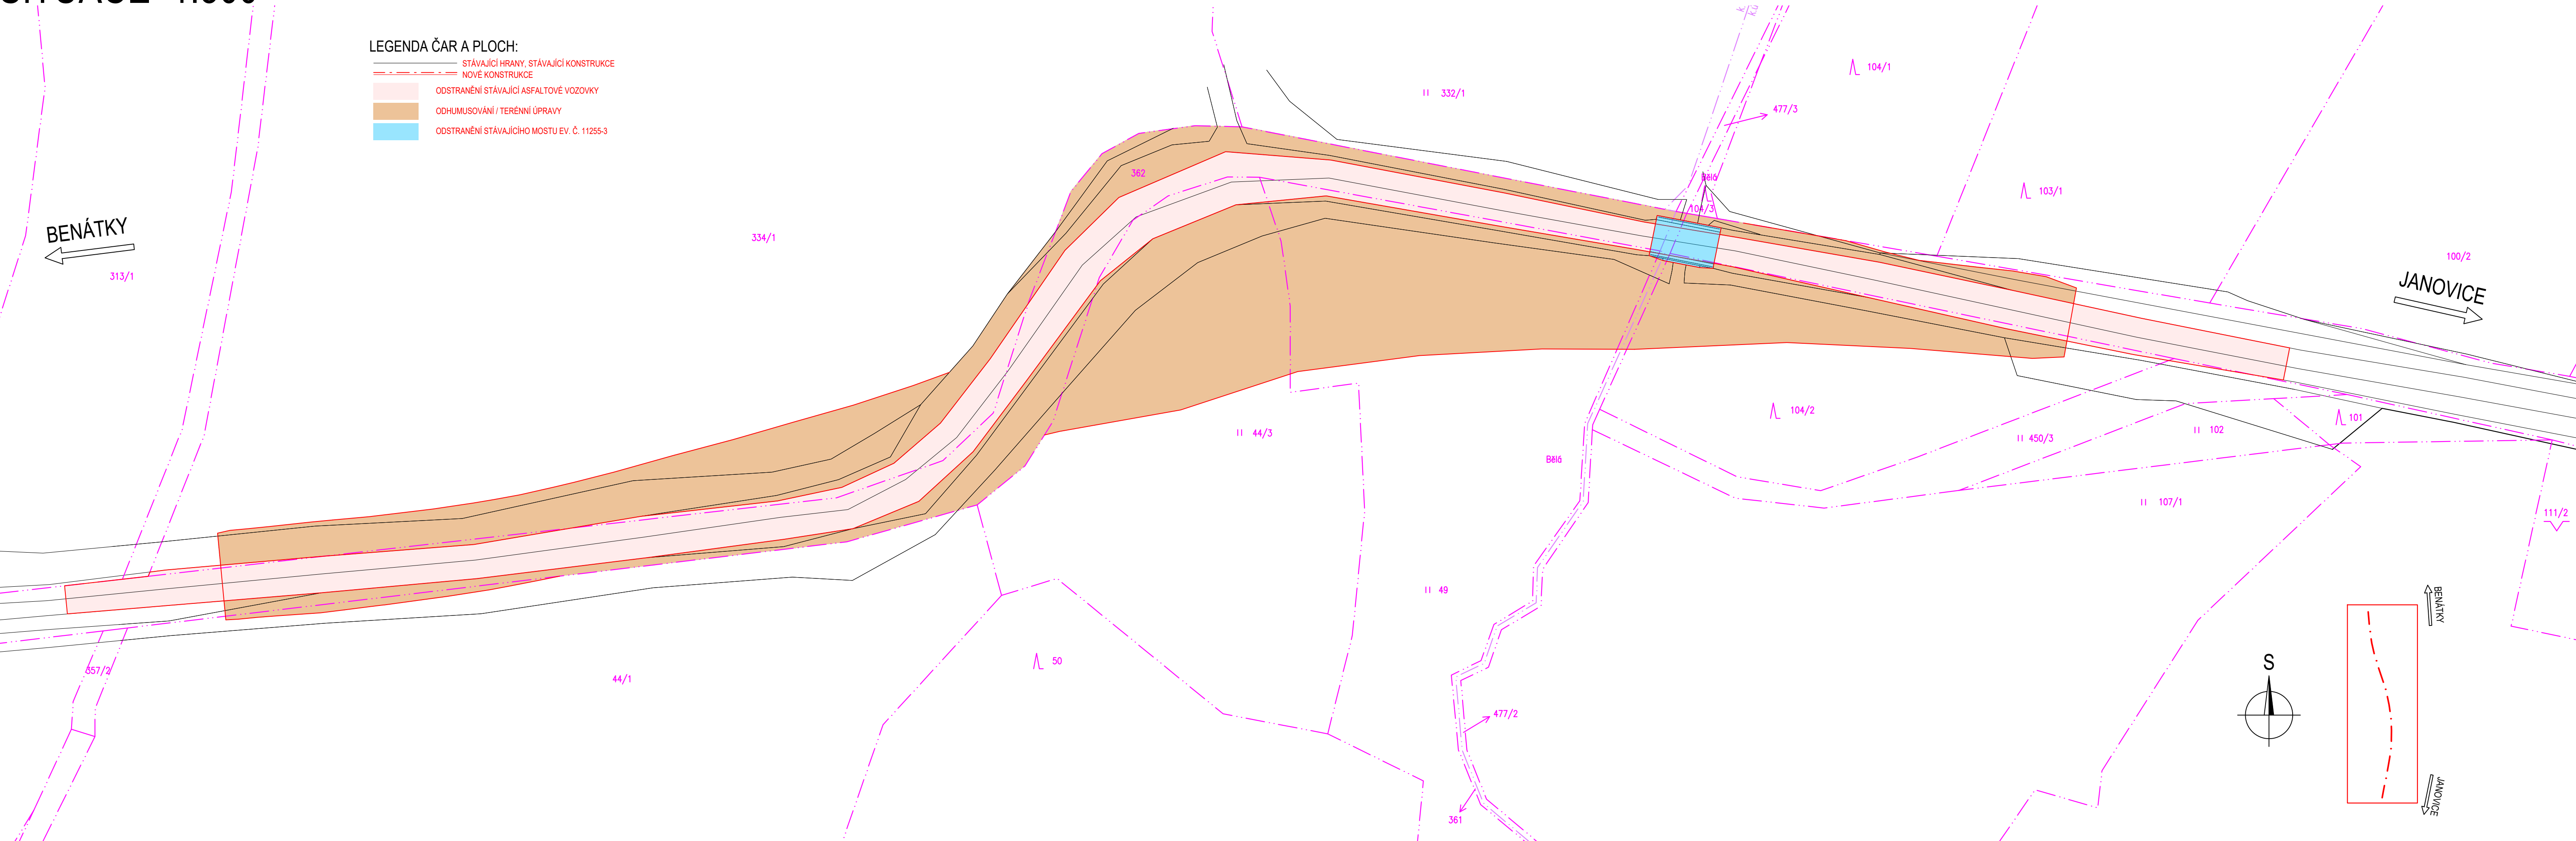 LEGENDA ČAR A PLOCH:
STÁVAJÍCÍ HRANY, STÁVAJÍCÍ KONSTRUKCE
NOVÉ KONSTRUKCE
ODSTRANĚNÍ STÁVAJÍCÍ ASFALTOVÉ VOZOVKY
ODHUMUSOVÁNÍ / TERÉNNÍ ÚPRAVY
ODSTRANĚNÍ STÁVAJÍCÍHO MOSTU EV. Č. 11255-3
332/1
104/1
477/3
362
Bělá
104/3
103/1
BENÁTKY
334/1
313/1
100/2
JANOVICE
44/3
104/2
101
102
450/3
Bělá
107/1
111/2
49
50
357/2
44/1
477/2
361
S
BENÁTKY
JANOVICE